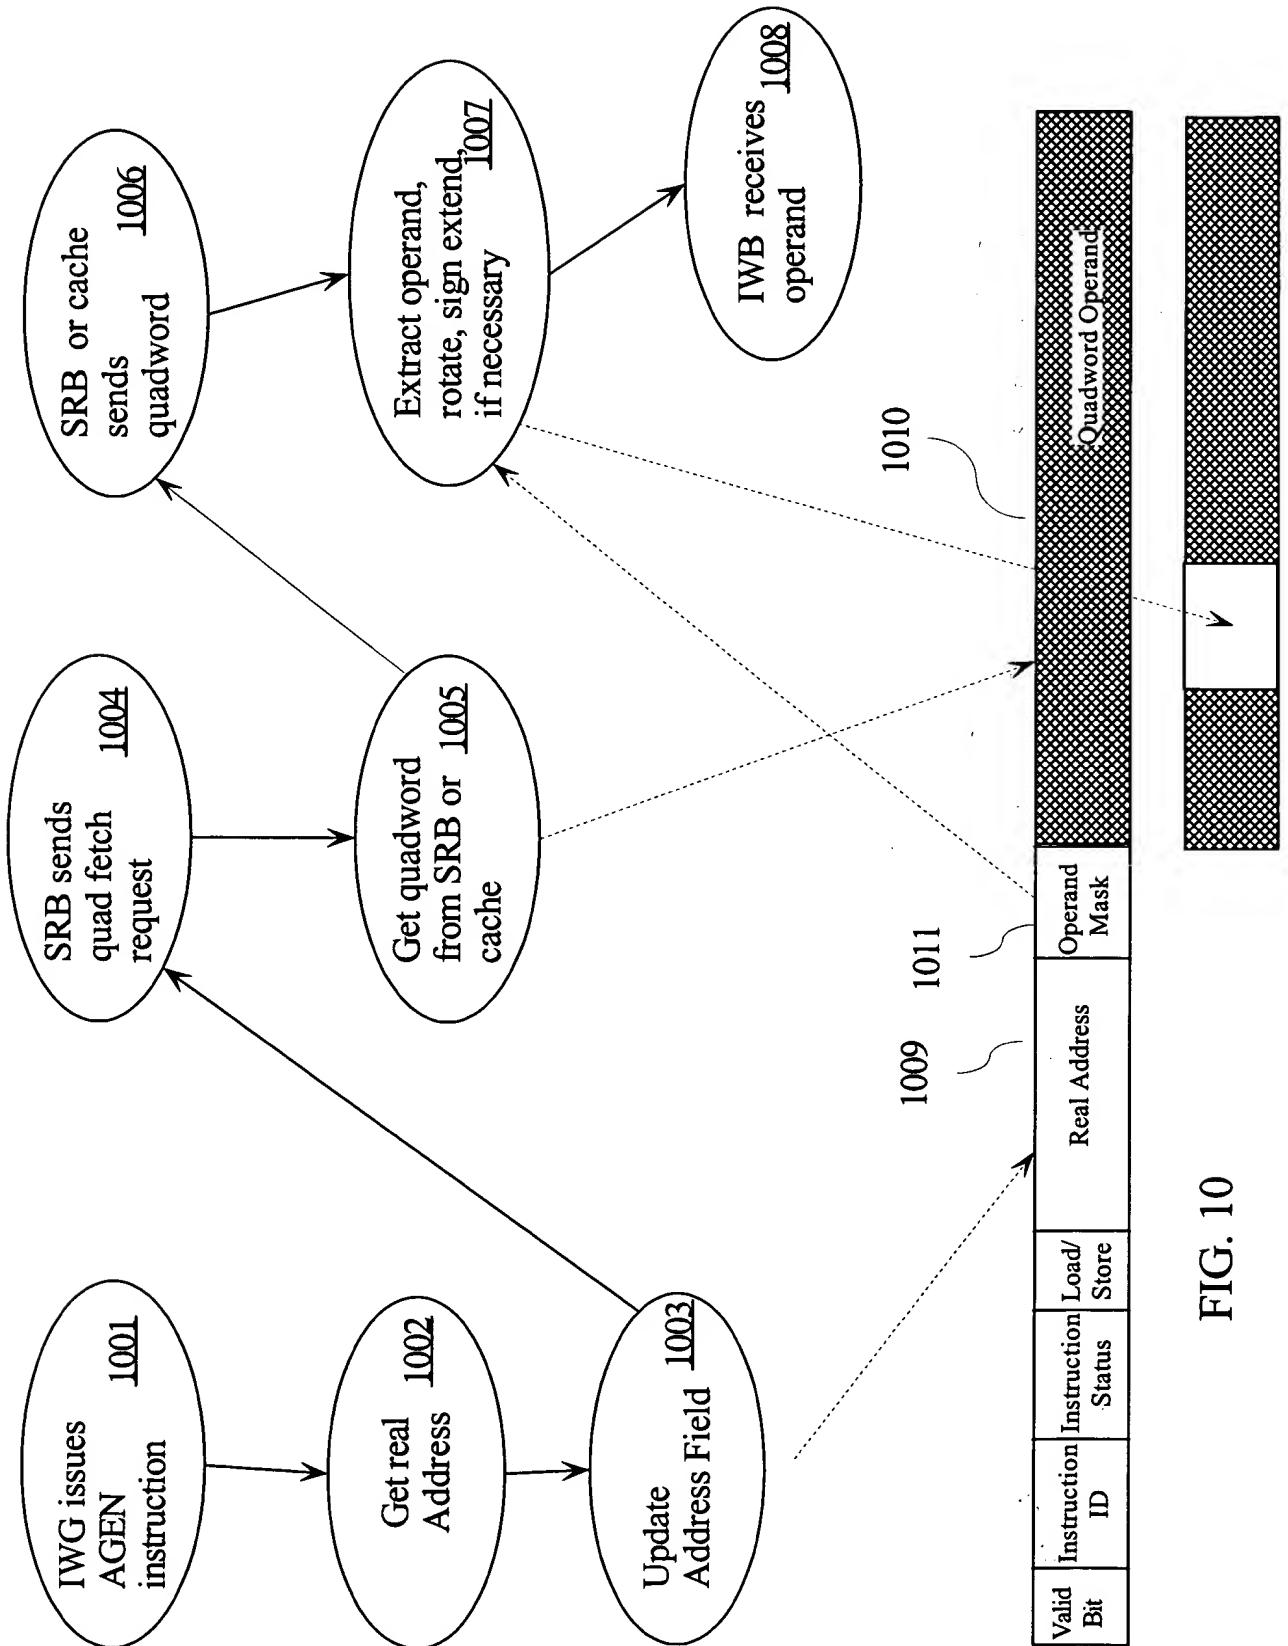 IWG issues
AGEN 1001
instruction
Get real
Address 1002
Update
Address Field 1003
SRB sends
quad fetch 1004
request
Get quadword
from SRB or 1005
cache
SRB or cache
sends 1006
quadword
Extract operand,
rotate, sign extend, 1007
if necessary
IWB receives
operand 1008
1009
1011
1010
Valid
Bit
Instruction
ID
Instruction
Status
Load/
Store
Real Address
Operand
Mask
Quadword Operand
FIG. 10